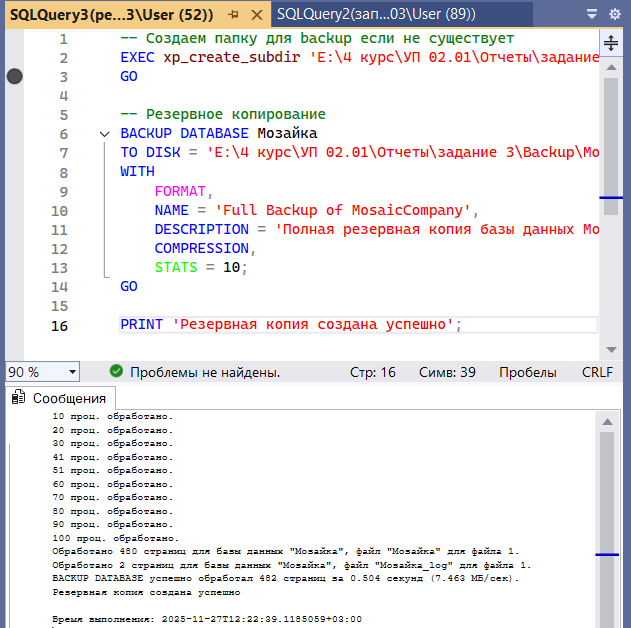 SQLQuery3(ре...3\User (52))
SQLQuery2(зап...03\User (89))
1 -- Создаем папку для backup если не существует
2 EXEC xp_create_subdir 'E:\4 курс\УП 02.01\Отчеты\задание
3 GO
4
5 -- Резервное копирование
6 BACKUP DATABASE Мозайка
7 TO DISK = 'E:\4 курс\УП 02.01\Отчеты\задание 3\Backup\Мо
8 WITH
9 FORMAT,
10 NAME = 'Full Backup of MosaicCompany',
11 DESCRIPTION = 'Полная резервная копия базы данных Мо
12 COMPRESSION,
13 STATS = 10;
14 GO
15
16 PRINT 'Резервная копия создана успешно';
90 %
Проблемы не найдены.
Стр: 16
Симв: 39
Пробелы
CRLF
Сообщения
10 проц. обработано.
20 проц. обработано.
30 проц. обработано.
41 проц. обработано.
51 проц. обработано.
60 проц. обработано.
70 проц. обработано.
80 проц. обработано.
90 проц. обработано.
100 проц. обработано.
Обработано 480 страниц для базы данных "Мозайка", файл "Мозайка" для файла 1.
Обработано 2 страниц для базы данных "Мозайка", файл "Мозайка_log" для файла 1.
BACKUP DATABASE успешно обработал 482 страниц за 0.504 секунд (7.463 МБ/сек).
Резервная копия создана успешно
Время выполнения: 2025-11-27T12:22:39.1185059+03:00